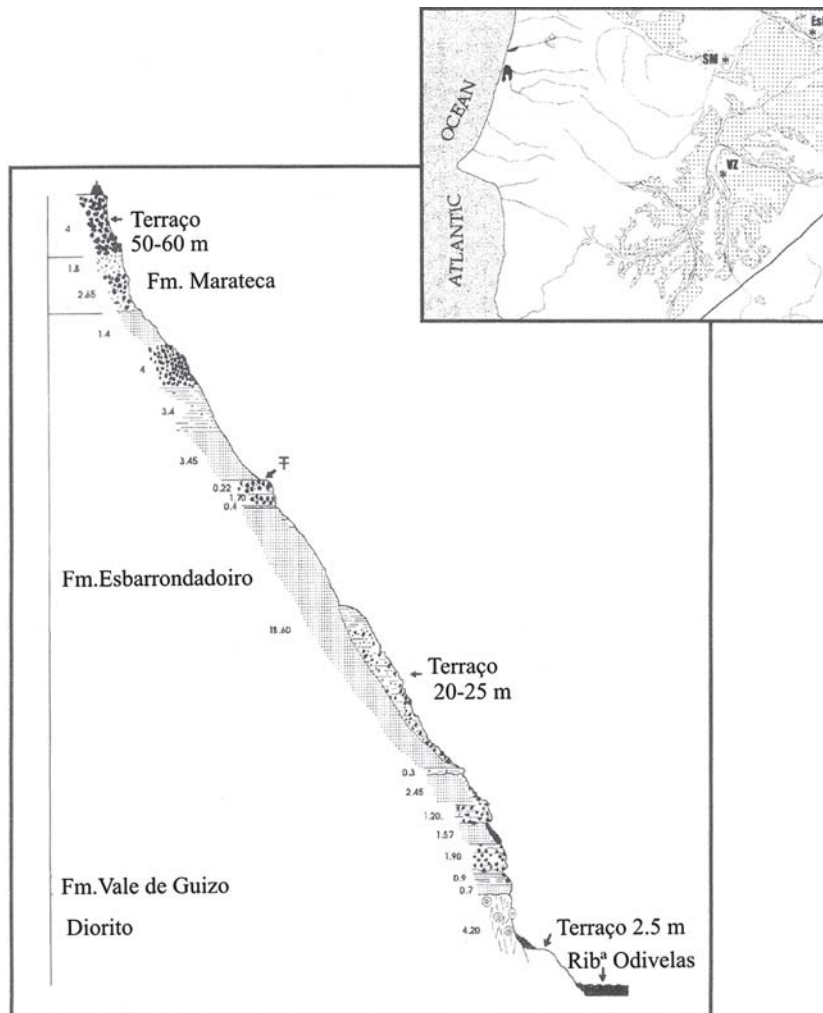 Est
SM
VZ
ATLANTIC OCEAN
Terraço
50-60 m
4
1.8
Fm. Marateca
2.65
1.4
4
3.4
3.45
0.22
1.70
0.4
Fm.Esbarrondadoiro
18.60
Terraço
20-25 m
0.3
2.45
1.20.
1.57
1.90
Fm.Vale de Guizo
0.9
0.7
Diorito
4.20
Terraço 2.5 m
Ribª Odivelas